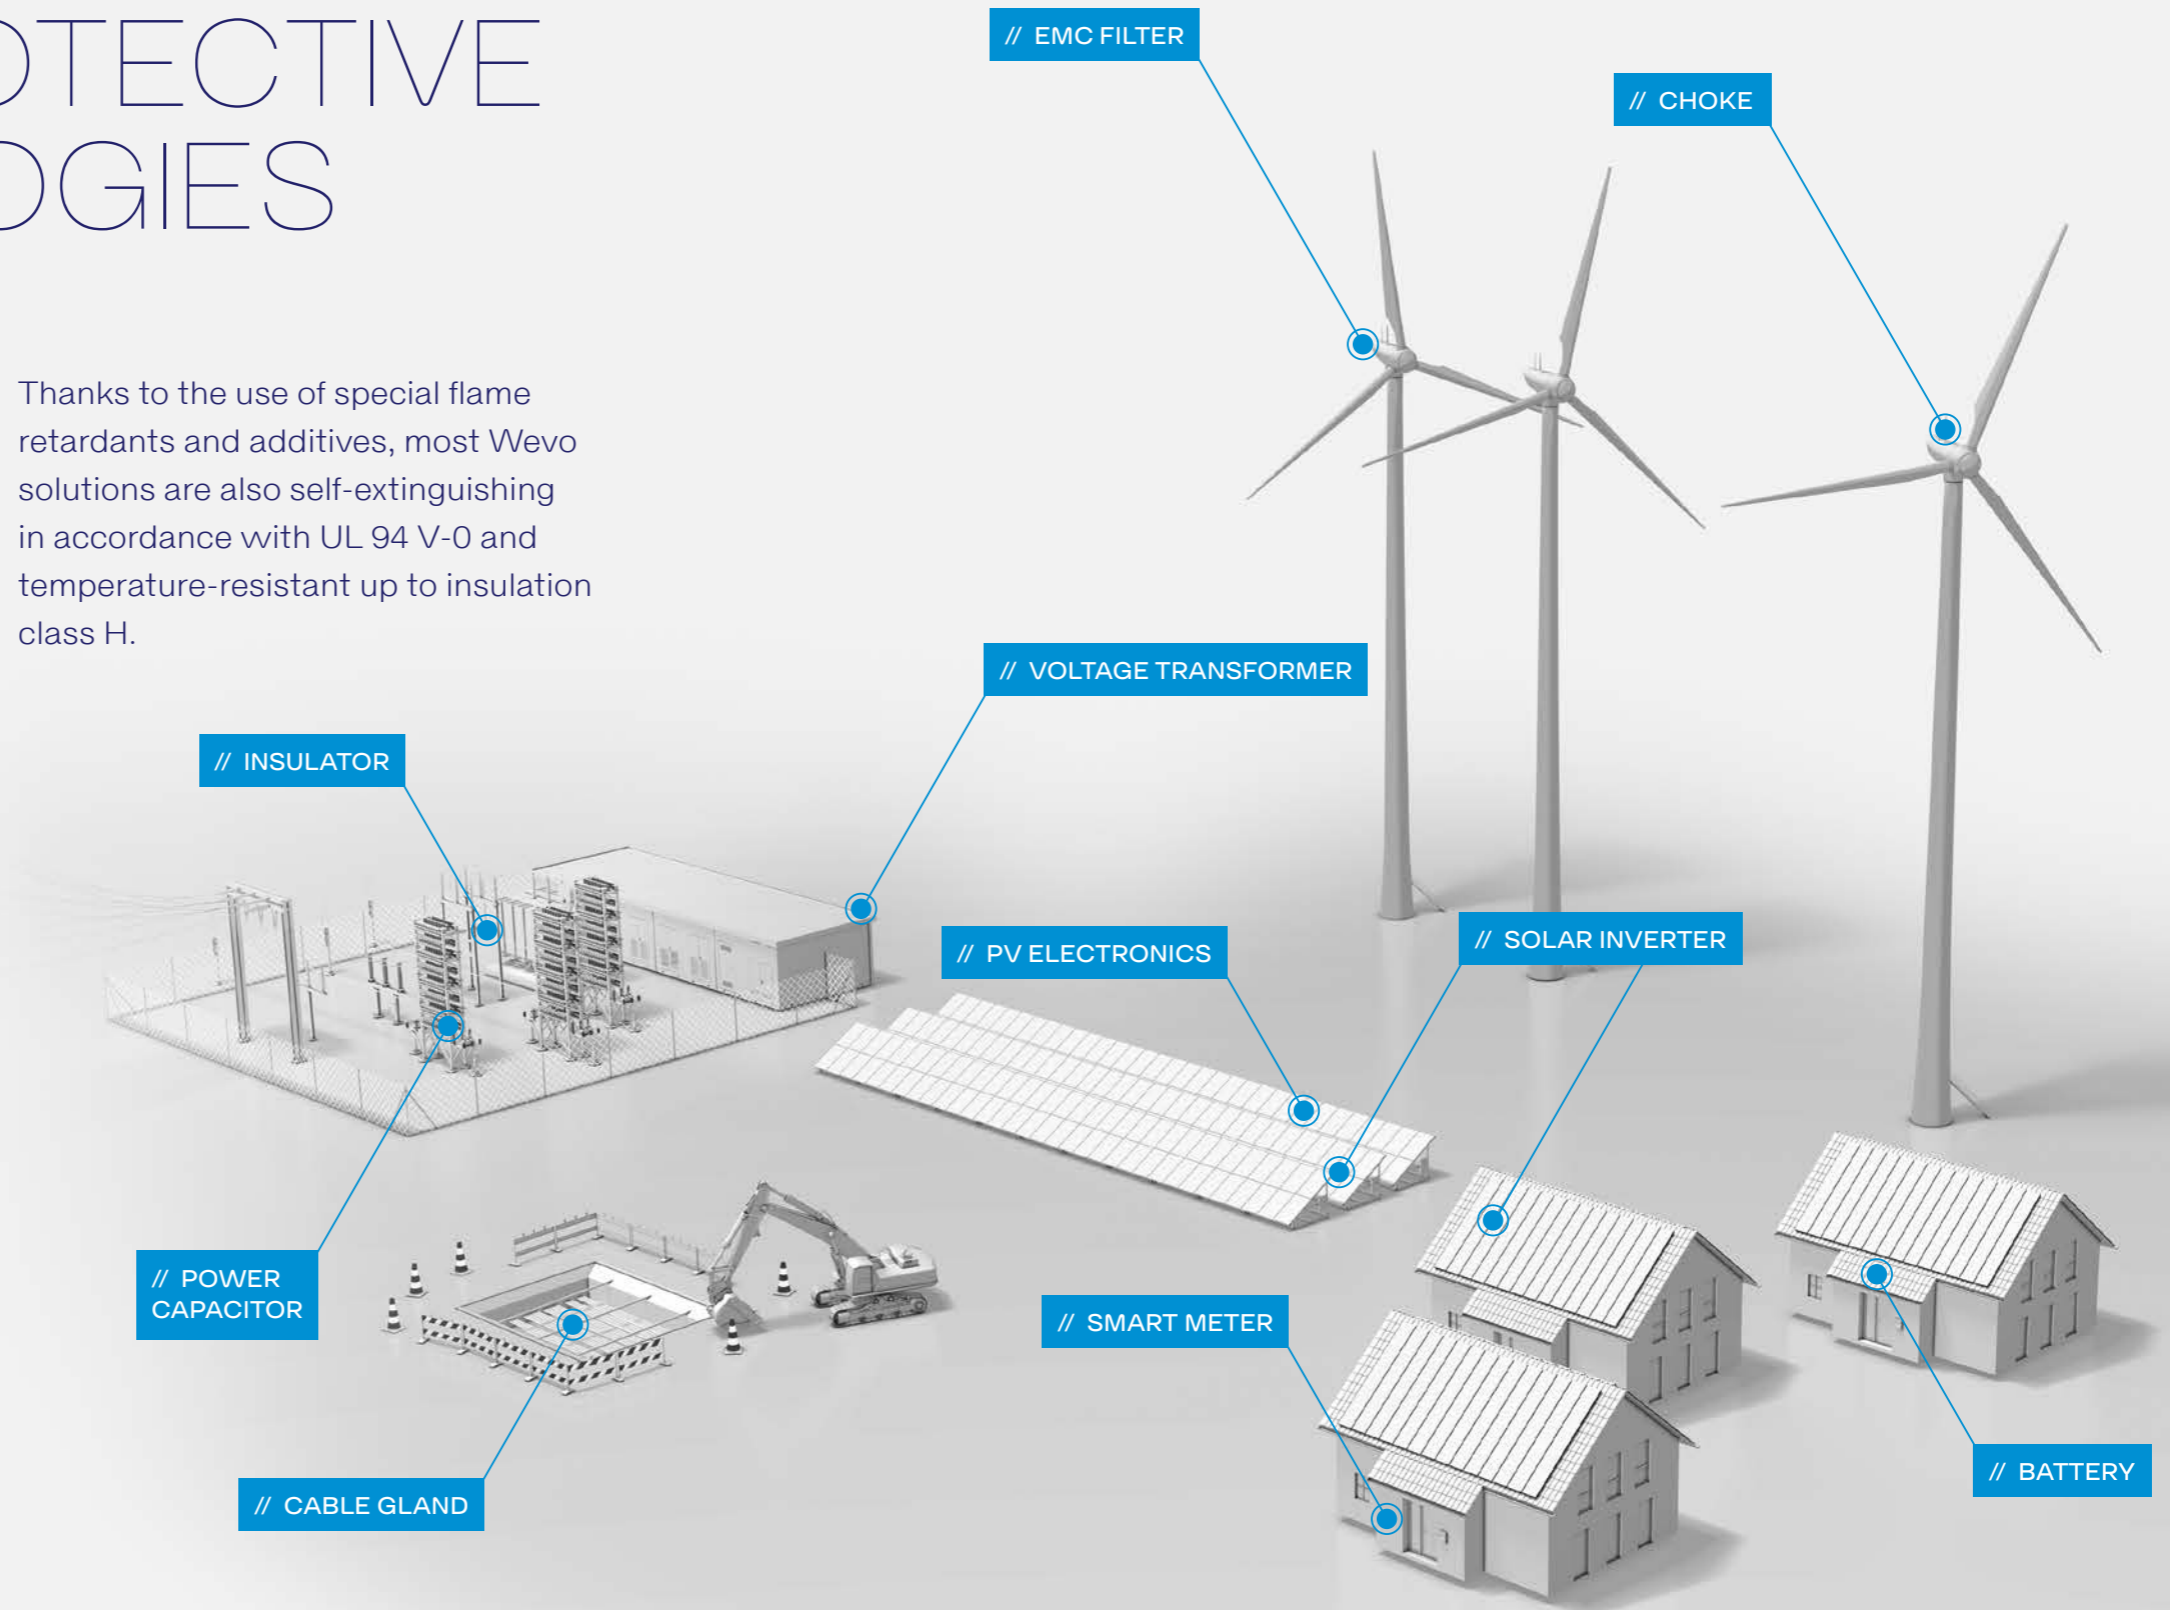 OTECTIVE
OGIES
Thanks to the use of special flame
retardants and additives, most Wevo
solutions are also self-extinguishing
in accordance with UL 94 V-0 and
temperature-resistant up to insulation
class H.
// EMC FILTER
// CHOKE
// VOLTAGE TRANSFORMER
// INSULATOR
// PV ELECTRONICS
// SOLAR INVERTER
// POWER
CAPACITOR
// SMART METER
// BATTERY
// CABLE GLAND